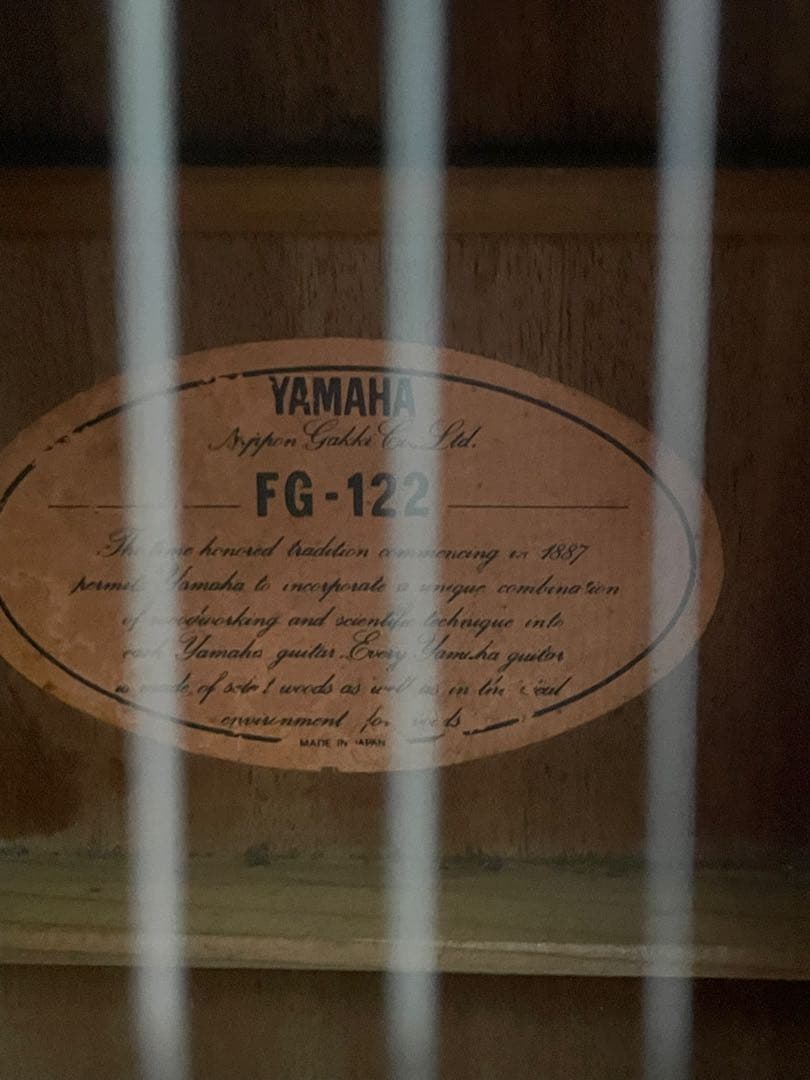 YAMAHA
Nippon Gakki Co. Ltd.
FG-122
The time honored tradition commencing in 1887
permits Yamaha to incorporate a unique combination
of woodworking and scientific technique into
each Yamaha guitar. Every Yamaha guitar
is made of select woods as well as in the ideal
environment for woods
MADE IN JAPAN